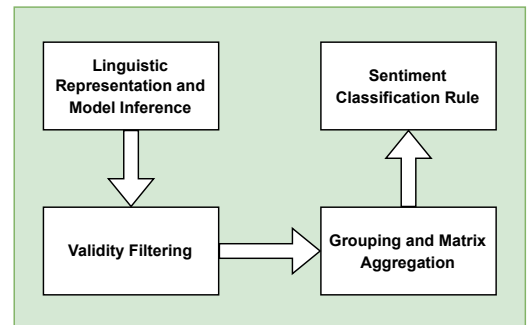 Linguistic
Representation and
Model Inference
Sentiment
Classification Rule
Validity Filtering
Grouping and Matrix
Aggregation